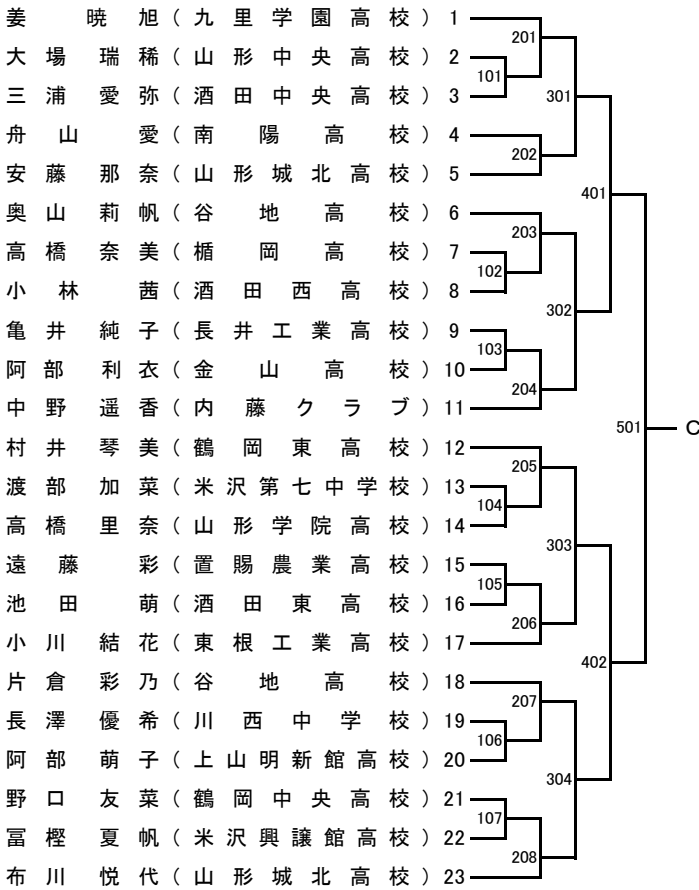 姜 暁 旭 ( 九 里 学 園 高 校 ) 1
201
大 場 瑞 稀 ( 山 形 中 央 高 校 ) 2
101
三 浦 愛 弥 ( 酒 田 中 央 高 校 ) 3
301
舟 山 愛 ( 南 陽 高 校 ) 4
202
安 藤 那 奈 ( 山 形 城 北 高 校 ) 5
401
奥 山 莉 帆 ( 谷 地 高 校 ) 6
203
高 橋 奈 美 ( 楯 岡 高 校 ) 7
102
小 林 茜 ( 酒 田 西 高 校 ) 8
302
亀 井 純 子 ( 長 井 工 業 高 校 ) 9
103
阿 部 利 衣 ( 金 山 高 校 ) 10
204
中 野 遥 香 ( 内 藤 ク ラ ブ ) 11
501 C
村 井 琴 美 ( 鶴 岡 東 高 校 ) 12
205
渡 部 加 菜 ( 米 沢 第 七 中 学 校 ) 13
104
高 橋 里 奈 ( 山 形 学 院 高 校 ) 14
303
遠 藤 彩 ( 置 賜 農 業 高 校 ) 15
105
池 田 萌 ( 酒 田 東 高 校 ) 16
206
小 川 結 花 ( 東 根 工 業 高 校 ) 17
402
片 倉 彩 乃 ( 谷 地 高 校 ) 18
207
長 澤 優 希 ( 川 西 中 学 校 ) 19
106
阿 部 萌 子 ( 上 山 明 新 館 高 校 ) 20
304
野 口 友 菜 ( 鶴 岡 中 央 高 校 ) 21
107
冨 樫 夏 帆 ( 米 沢 興 譲 館 高 校 ) 22
208
布 川 悦 代 ( 山 形 城 北 高 校 ) 23